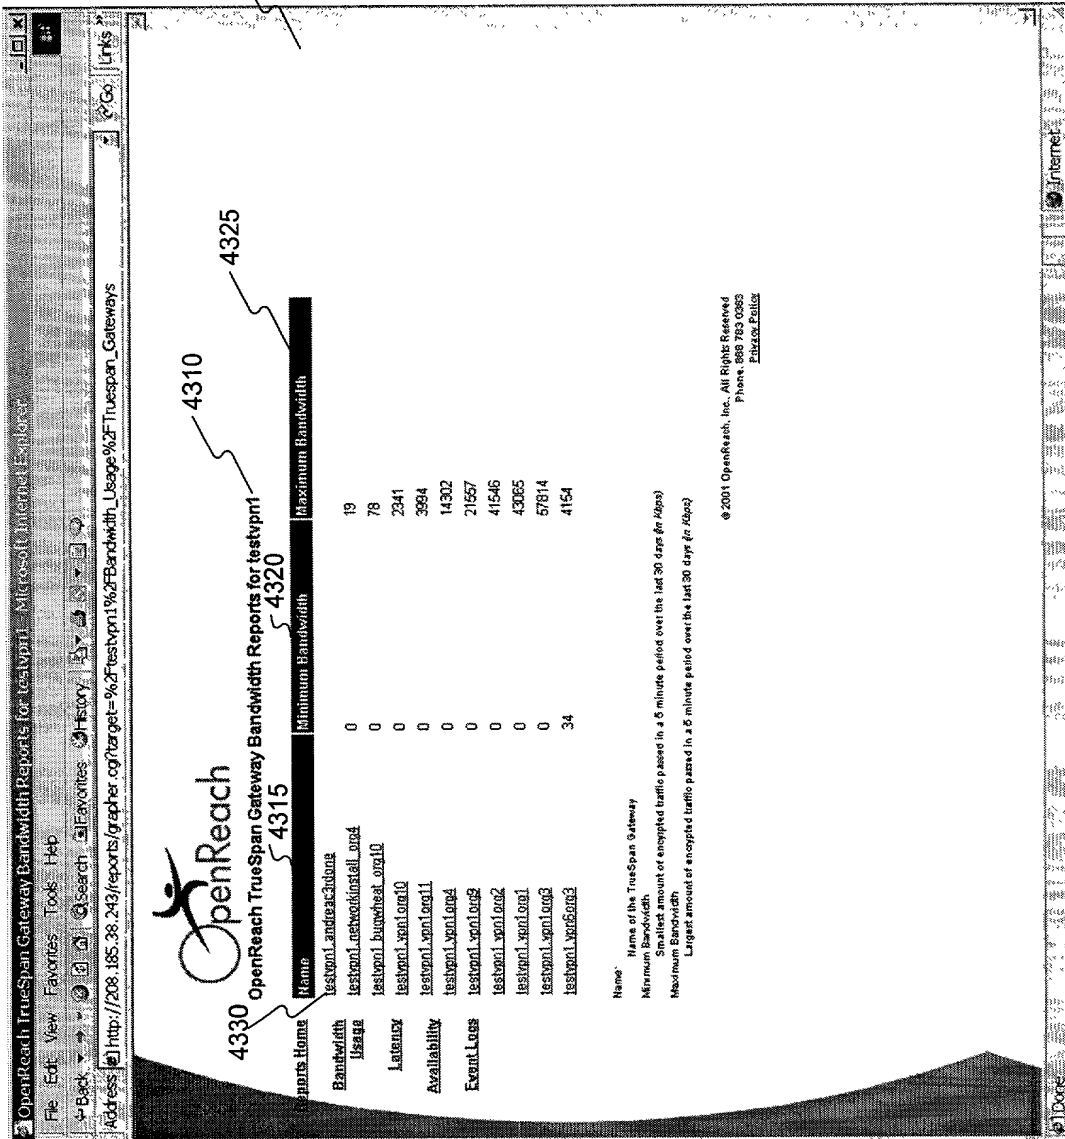 OpenReach TrueSpan Gateway Bandwidth Reports for testvpn1 - Microsoft Internet Explorer
File Edit View Favorites Tools Help
Back Search Favorites History
Address http://208.185.38.243/reports/grapher.cgi?target=%2Ftestvpn1%2FBandwidth_Usage%2FTruespan_Gateways Go Links »
OpenReach
4310
OpenReach TrueSpan Gateway Bandwidth Reports for testvpn1
4330 4315 4320 4325
Reports Home
Bandwidth Usage
Latency
Availability
Event Logs
Name Minimum Bandwidth Maximum Bandwidth
testvpn1.andreac3rdone 0 19
testvpn1.networkinstall_org4 0 78
testvpn1.bugwheat_org10 0 2341
testvpn1.vpn1org10 0 3994
testvpn1.vpn1org11 0 14302
testvpn1.vpn1org4 0 21557
testvpn1.vpn1org9 0 41546
testvpn1.vpn1org2 0 43085
testvpn1.vpn1org1 0 57814
testvpn1.vpn1org3 34 4154
testvpn1.vpn6org3
Name:
Name of the TrueSpan Gateway
Minimum Bandwidth
Smallest amount of encrypted traffic passed in a 5 minute period over the last 30 days (in Kbps)
Maximum Bandwidth
Largest amount of encrypted traffic passed in a 5 minute period over the last 30 days (in Kbps)
© 2001 OpenReach, Inc. All Rights Reserved
Phone. 888 783 0383
Privacy Policy
Done Internet